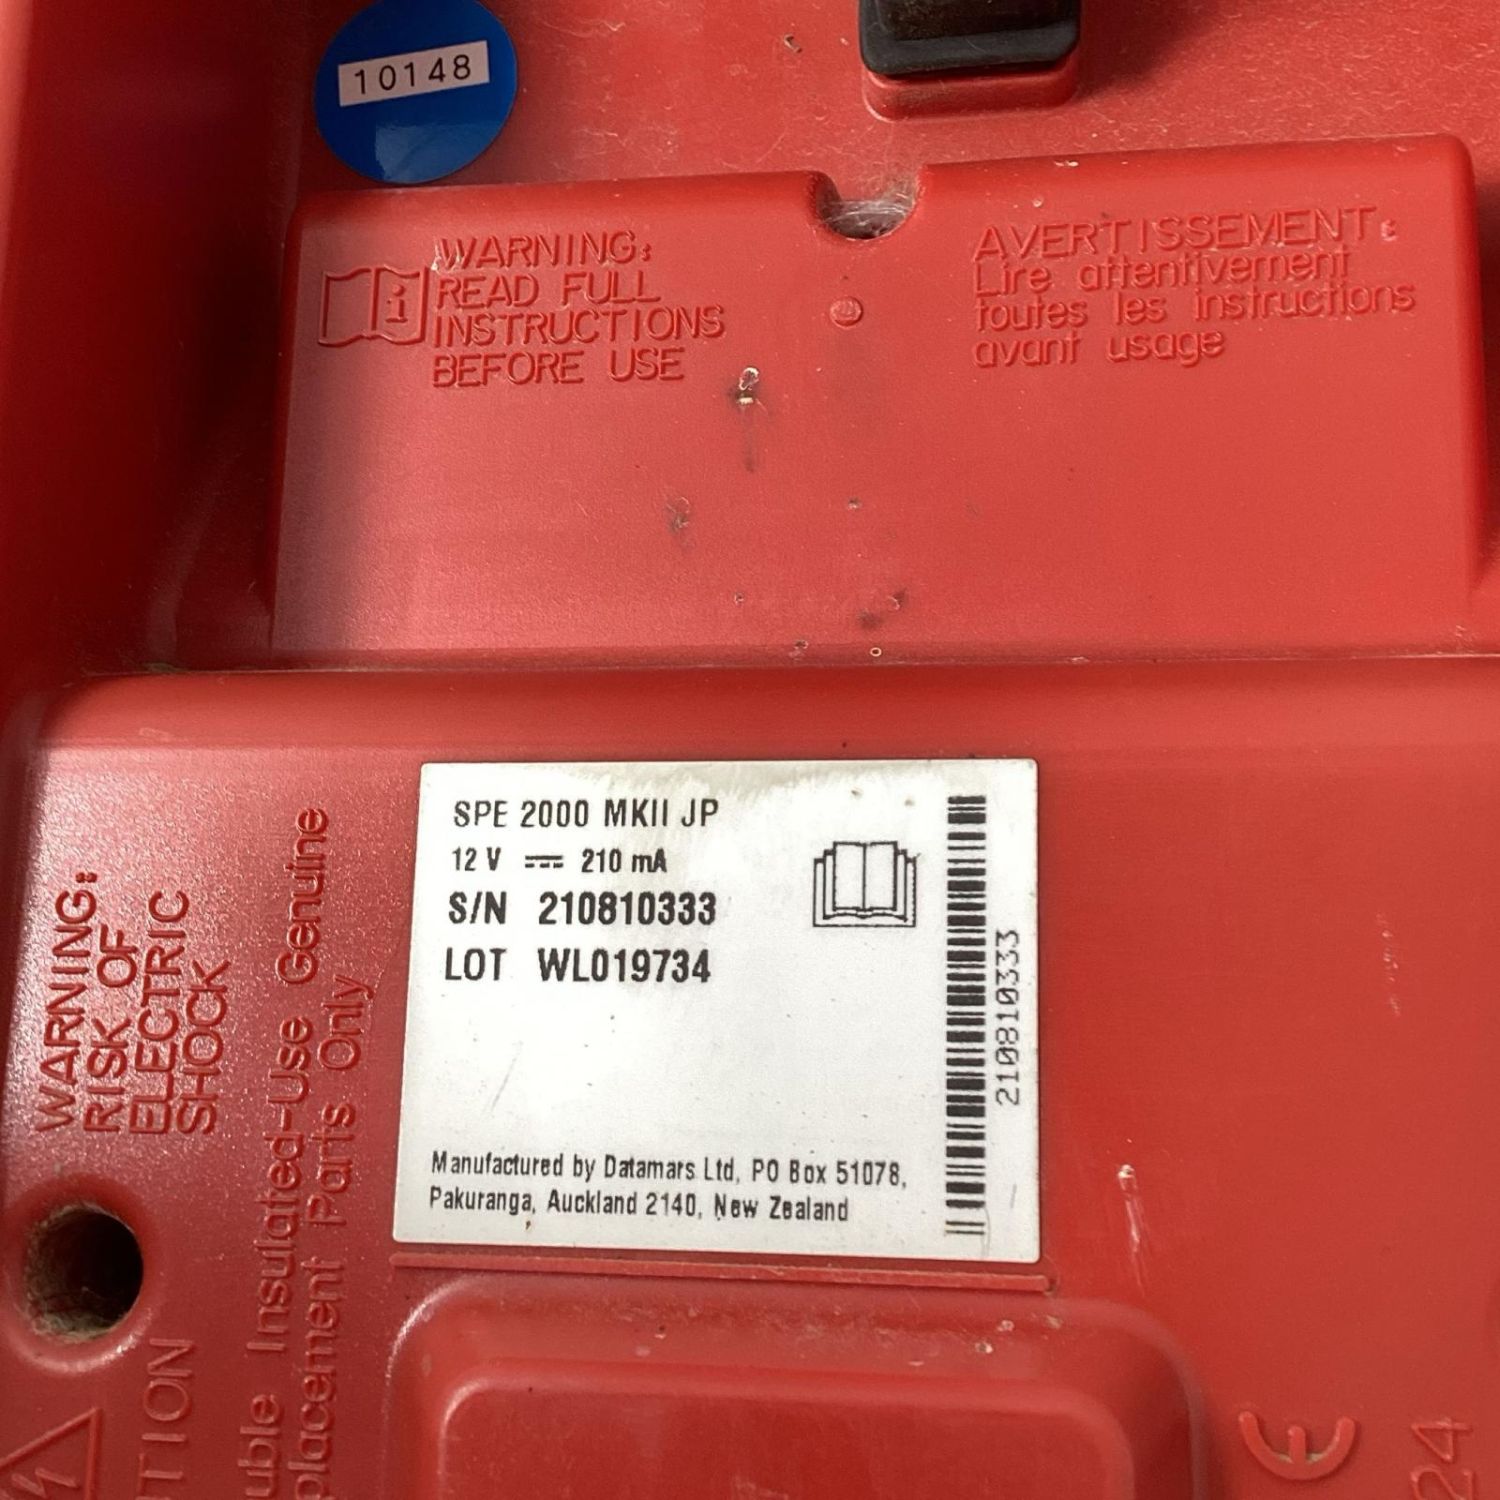 10148
WARNING:
READ FULL
INSTRUCTIONS
BEFORE USE
AVERTISSEMENT:
Lire attentivement
toutes les instructions
avant usage
SPE 2000 MKII JP
12 V ⎓ 210 mA
S/N 210810333
LOT WL019734
Manufactured by Datamars Ltd, PO Box 51078,
Pakuranga, Auckland 2140, New Zealand
210810333
WARNING:
RISK OF
ELECTRIC
SHOCK
Insulated-Use Genuine
Parts Only
CE
24